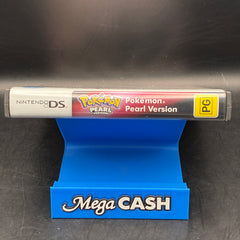 NINTENDO DS
POKéMON
PEARL
Pokémon
Pearl Version
PG
Mega CASH